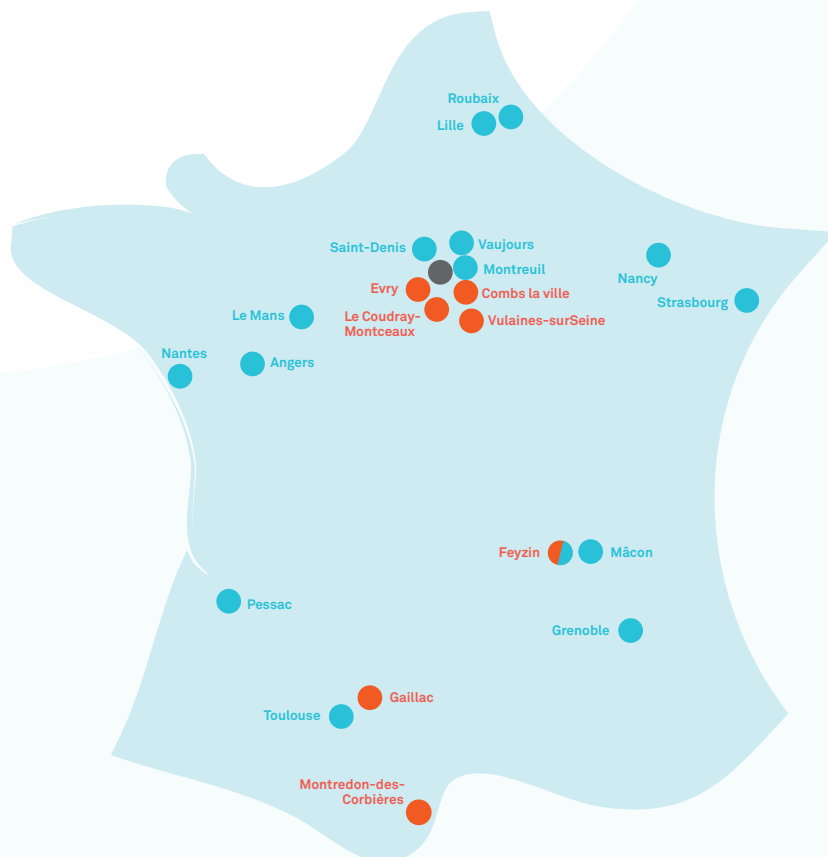 Roubaix
Lille
Saint-Denis
Vaujours
Montreuil
Nancy
Evry
Combs la ville
Strasbourg
Le Mans
Le Coudray-
Montceaux
Vulaines-surSeine
Nantes
Angers
Feyzin
Mâcon
Pessac
Grenoble
Gaillac
Toulouse
Montredon-des-
Corbières